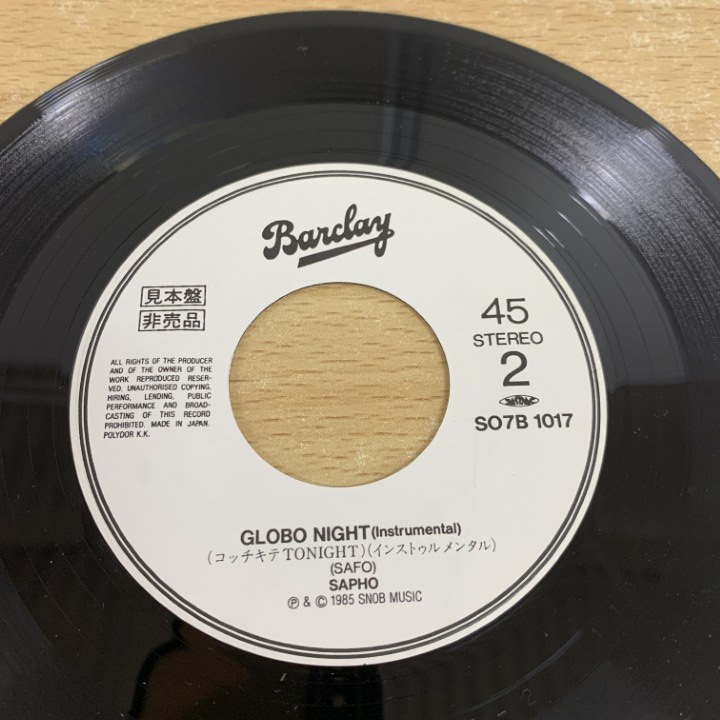 Barclay
見本盤
非売品
45
STEREO
2
SO7B 1017
ALL RIGHTS OF THE PRODUCER
AND OF THE OWNER OF THE
WORK REPRODUCED RESER-
VED. UNAUTHORISED COPYING,
HIRING, LENDING, PUBLIC
PERFORMANCE AND BROAD-
CASTING OF THIS RECORD
PROHIBITED. MADE IN JAPAN.
POLYDOR K.K.
GLOBO NIGHT(Instrumental)
(コッチキテTONIGHT)(インストゥルメンタル)
(SAFO)
SAPHO
Ⓟ & © 1985 SNOB MUSIC